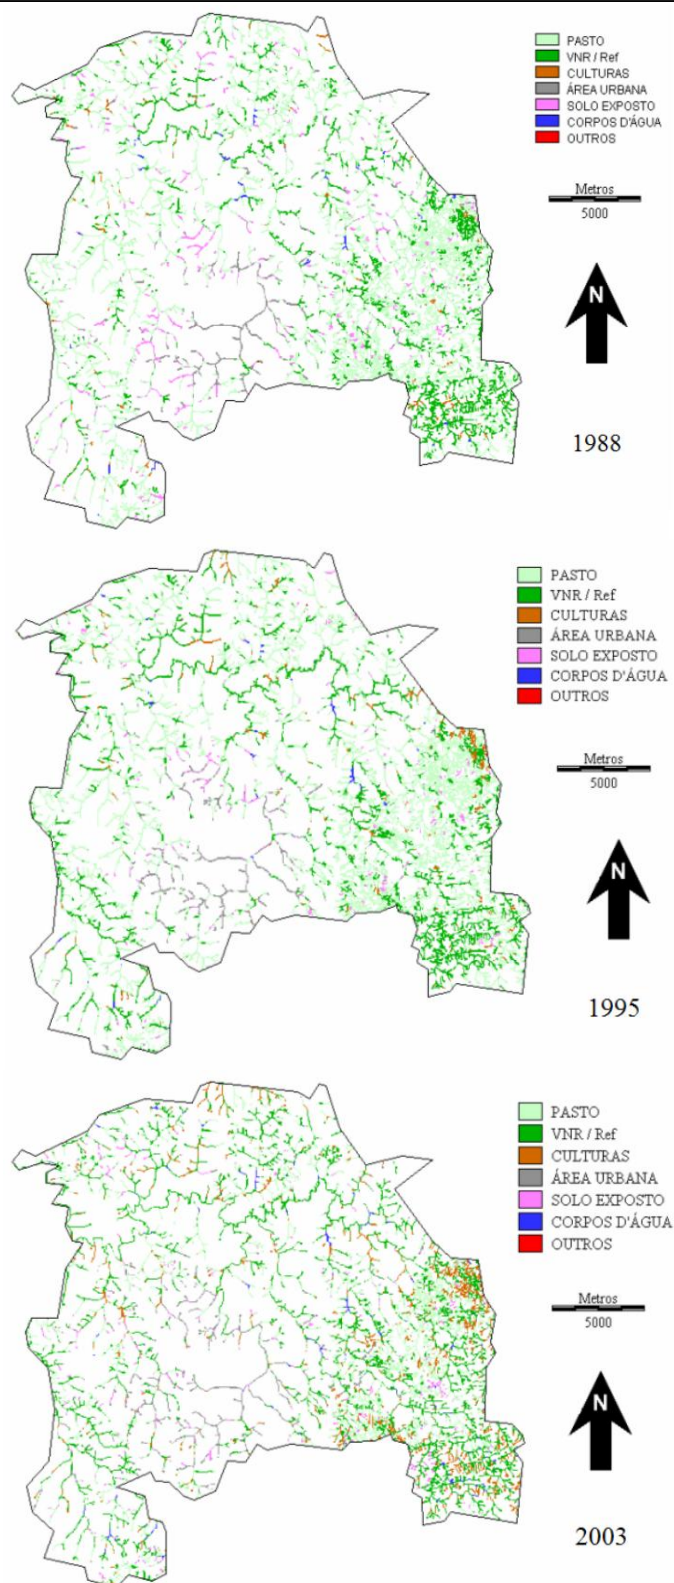 PASTO
VNR / Ref
CULTURAS
ÁREA URBANA
SOLO EXPOSTO
CORPOS D'ÁGUA
OUTROS
Metros
5000
N
1988
PASTO
VNR / Ref
CULTURAS
ÁREA URBANA
SOLO EXPOSTO
CORPOS D'ÁGUA
OUTROS
Metros
5000
N
1995
PASTO
VNR / Ref
CULTURAS
ÁREA URBANA
SOLO EXPOSTO
CORPOS D'ÁGUA
OUTROS
Metros
5000
N
2003